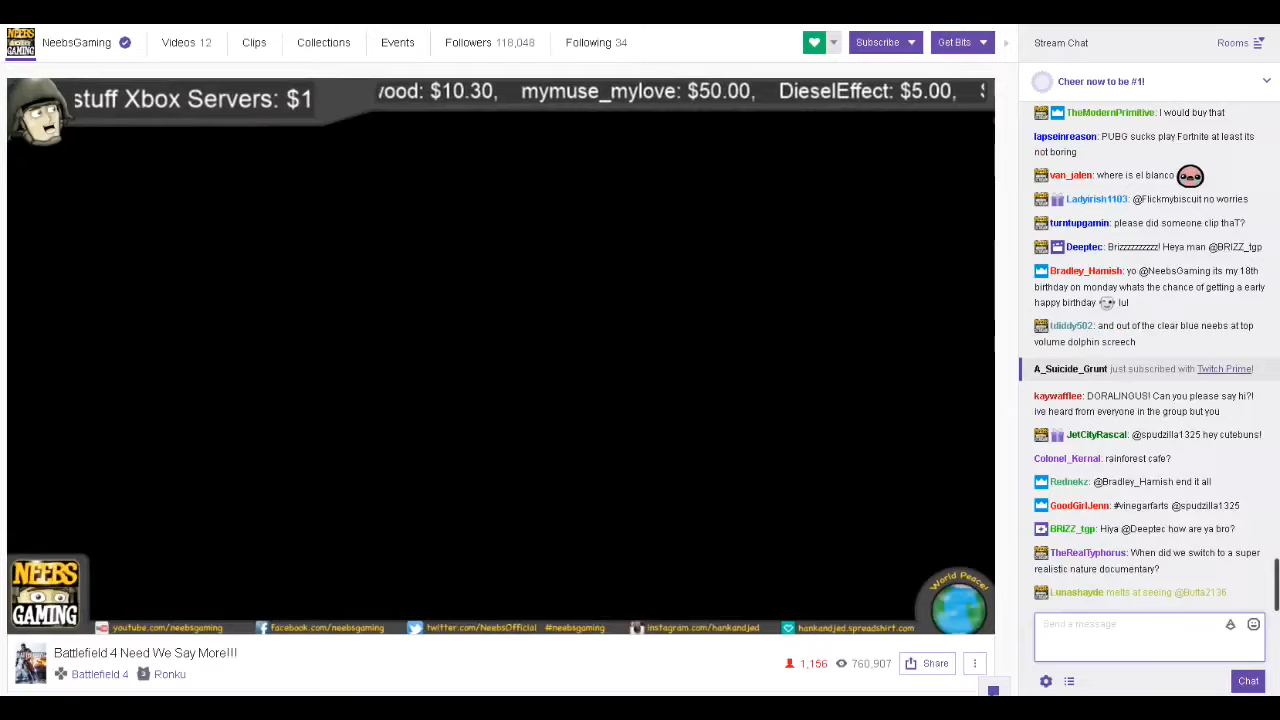 NEEBS GAMING NeebsGaming Videos 12 Clips Collections Events Followers 118,048 Following 34 Subscribe Get Bits Stream Chat Rooms
stuff Xbox Servers: $1 ood: $10.30, mymuse_mylove: $50.00, DieselEffect: $5.00,
Cheer now to be #1!
TheModernPrimitive: I would buy that
lapseinreason: PUBG sucks play Fortnite at least its
not boring
van_jalen: where is el blanco
Ladyirish1103: @Flickmybiscuit no worries
turntupgamin: please did someone clip thaT?
Deeptec: Brizzzzzzzzz! Heya man @BRIZZ_tgp
Bradley_Hamish: yo @NeebsGaming its my 18th
birthday on monday whats the chance of getting a early
happy birthday lul
tdiddy502: and out of the clear blue neebs at top
volume dolphin screech
A_Suicide_Grunt just subscribed with Twitch Prime!
kaywafflee: DORALINGUS! Can you please say hi?!
ive heard from everyone in the group but you
JetCityRascal: @spudzilla1325 hey cutebuns!
Colonel_Kernal: rainforest cafe?
Rednekz: @Bradley_Hamish end it all
GoodGirlJenn: #vinegarfarts @spudzilla1325
BRIZZ_tgp: Hiya @Deeptec how are ya bro?
TheRealTyphorus: When did we switch to a super
realistic nature documentary?
Lunashayde melts at seeing @Butta2136
Send a message
Chat
NEEBS
GAMING
World Peace!
youtube.com/neebsgaming facebook.com/neebsgaming twitter.com/NeebsOfficial #neebsgaming instagram.com/hankandjed hankandjed.spreadshirt.com
Battlefield 4 Need We Say More!!!
Battlefield 4 Ronku
1,156 760,907 Share